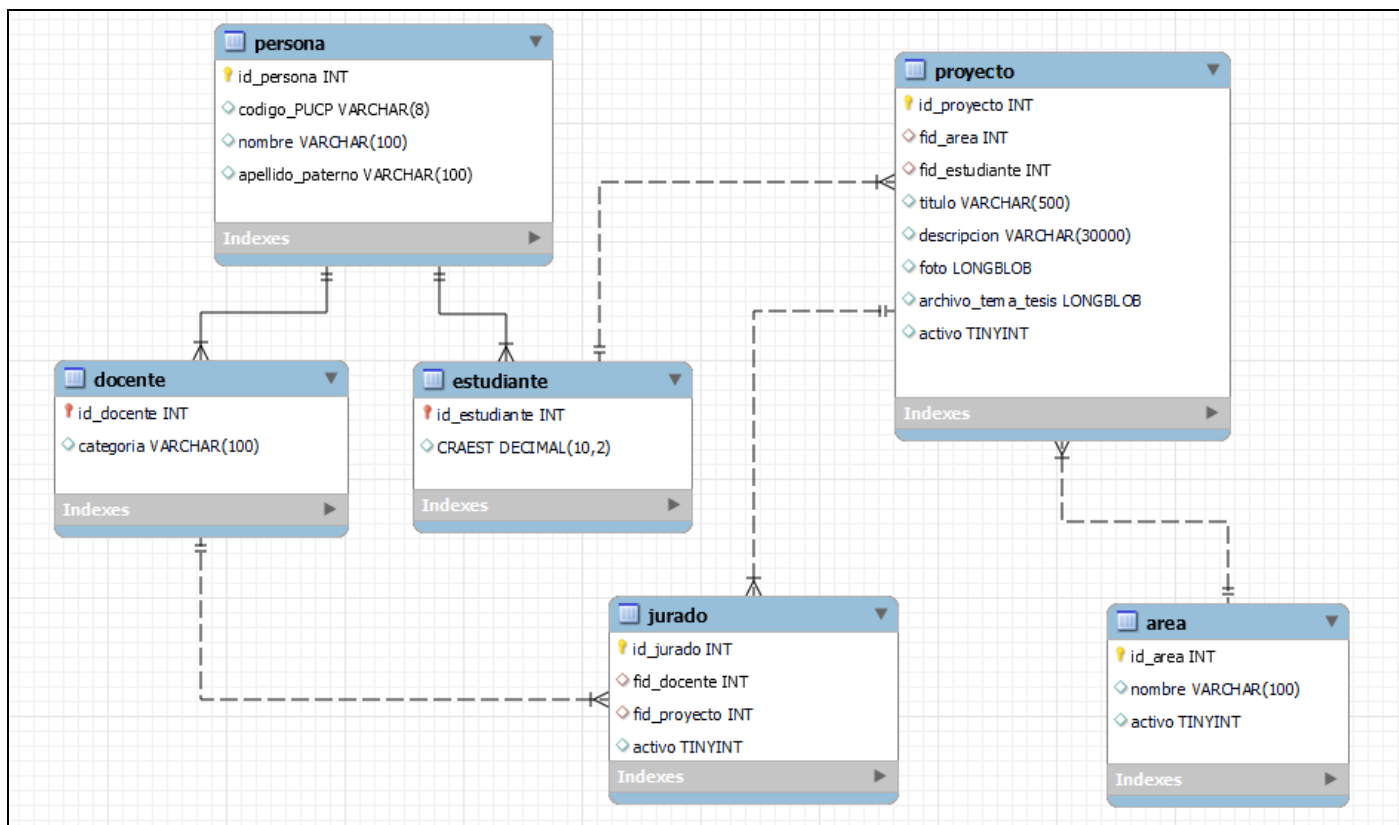 persona
id_persona INT
codigo_PUCP VARCHAR(8)
nombre VARCHAR(100)
apellido_paterno VARCHAR(100)
Indexes
proyecto
id_proyecto INT
fid_area INT
fid_estudiante INT
titulo VARCHAR(500)
descripcion VARCHAR(30000)
foto LONGBLOB
archivo_tema_tesis LONGBLOB
activo TINYINT
Indexes
docente
id_docente INT
categoria VARCHAR(100)
Indexes
estudiante
id_estudiante INT
CRAEST DECIMAL(10,2)
Indexes
jurado
id_jurado INT
fid_docente INT
fid_proyecto INT
activo TINYINT
Indexes
area
id_area INT
nombre VARCHAR(100)
activo TINYINT
Indexes